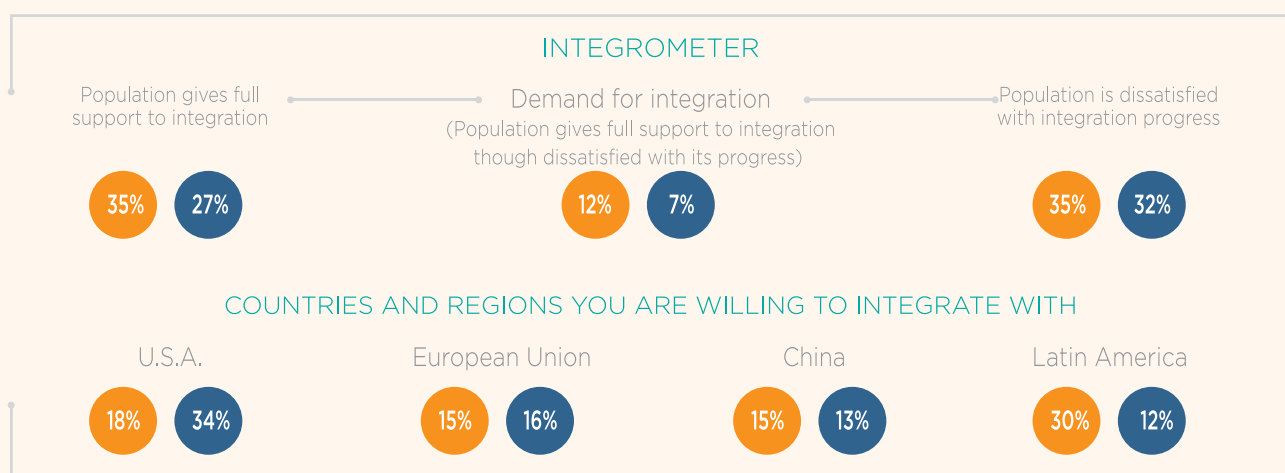 INTEGROMETER
Population gives full
support to integration
Demand for integration
(Population gives full support to integration
though dissatisfied with its progress)
Population is dissatisfied
with integration progress
35% 27%
12% 7%
35% 32%
COUNTRIES AND REGIONS YOU ARE WILLING TO INTEGRATE WITH
U.S.A. European Union China Latin America
18% 34% 15% 16% 15% 13% 30% 12%